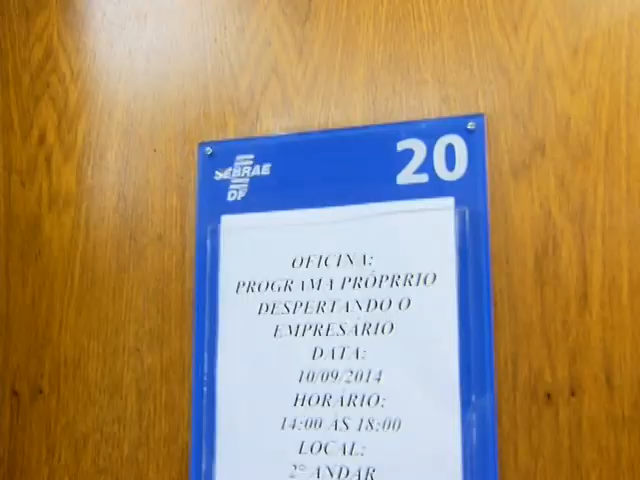 SEBRAE
DF
20
OFICINA:
PROGRAMA PRÓPRRIO
DESPERTANDO O
EMPRESÁRIO
DATA:
10/09/2014
HORÁRIO:
14:00 ÀS 18:00
LOCAL:
2º ANDAR